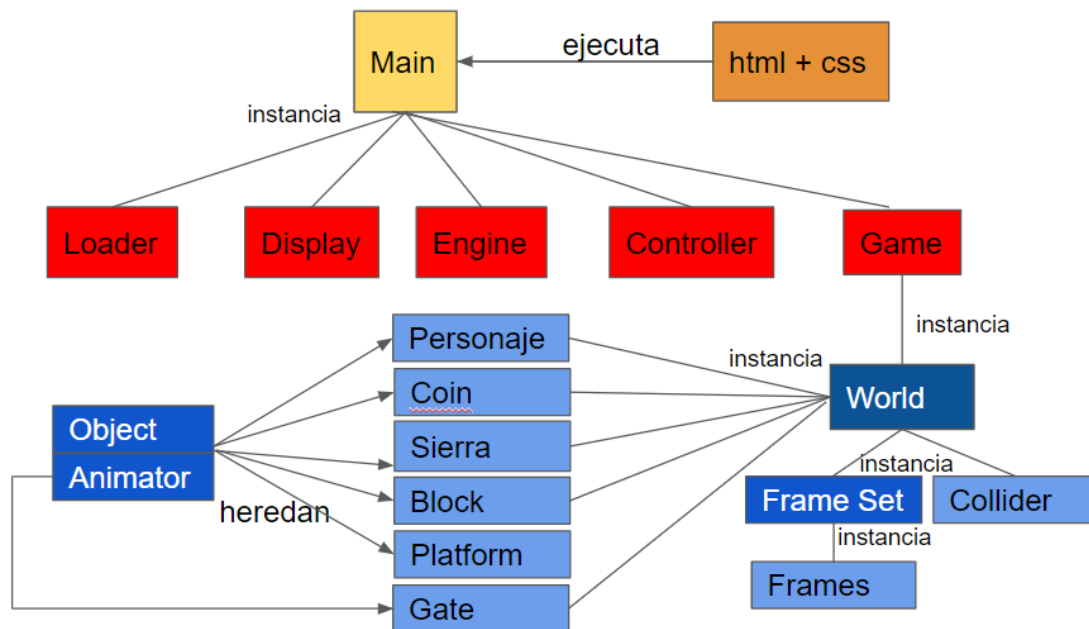 Main
ejecuta
html + css
instancia
Loader
Display
Engine
Controller
Game
instancia
Personaje
instancia
Coin
World
Object
Sierra
Animator
instancia
Block
Frame Set
Collider
heredan
instancia
Platform
Frames
Gate